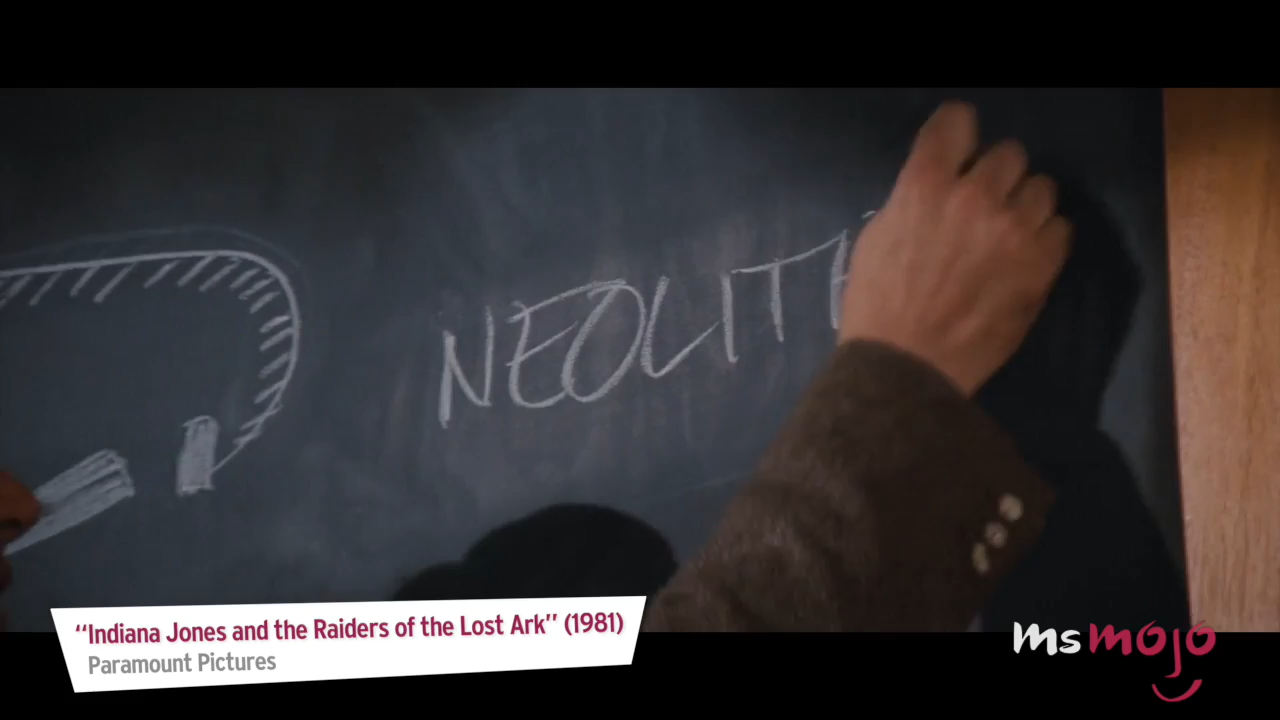 NEOLITH
“Indiana Jones and the Raiders of the Lost Ark” (1981)
Paramount Pictures
msmojo